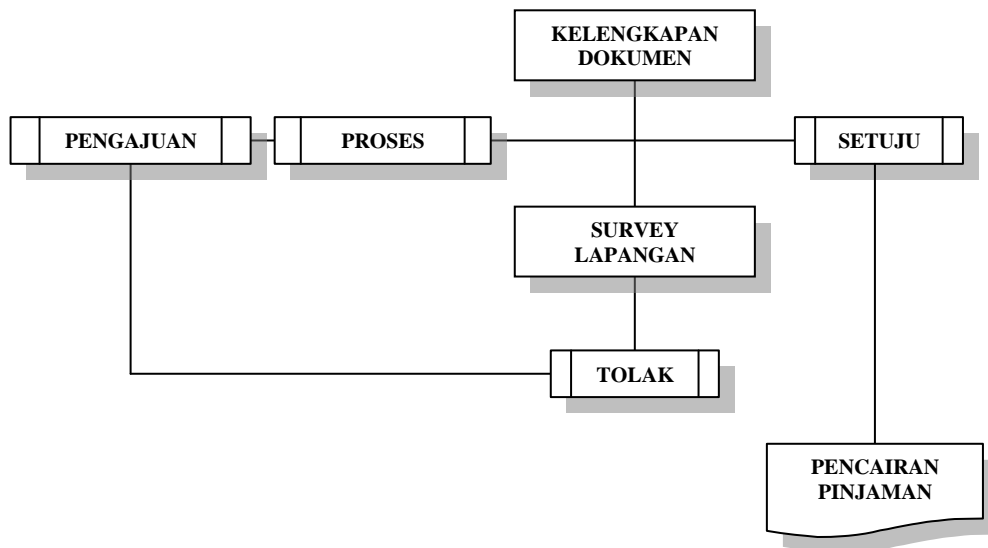 KELENGKAPAN
DOKUMEN
PENGAJUAN
PROSES
SETUJU
SURVEY
LAPANGAN
TOLAK
PENCAIRAN
PINJAMAN